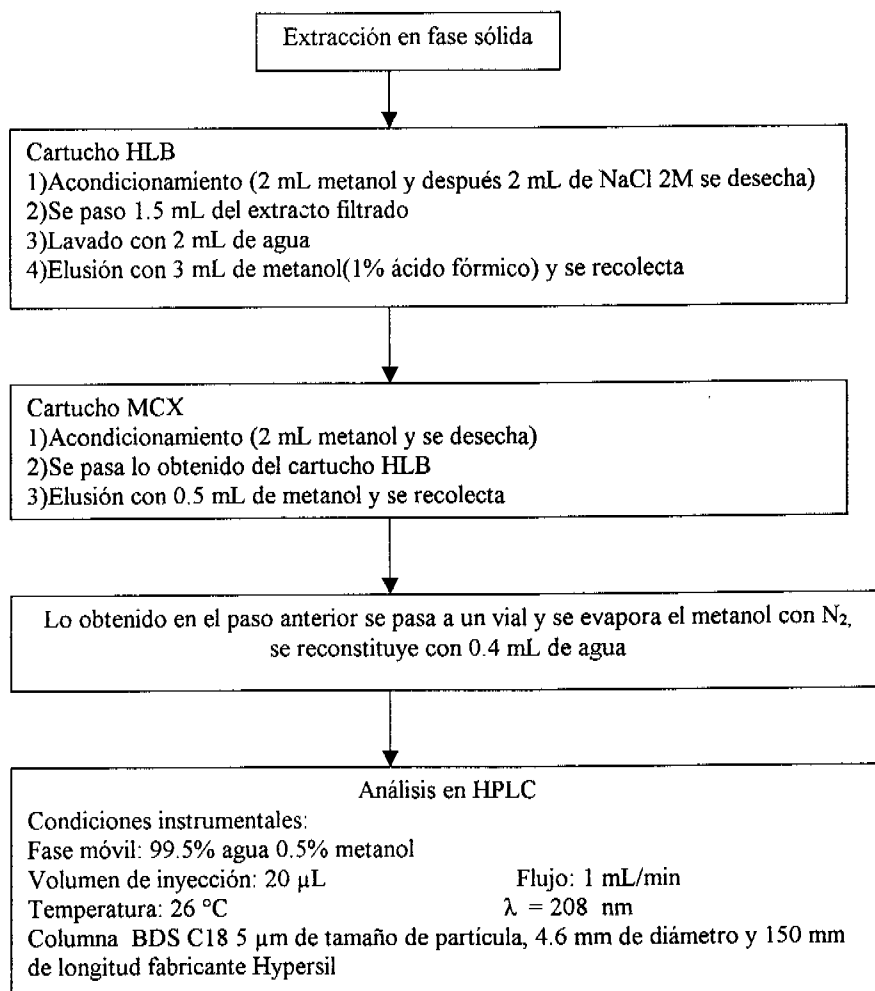 Extracción en fase sólida
Cartucho HLB
1)Acondicionamiento (2 mL metanol y después 2 mL de NaCl 2M se desecha)
2)Se paso 1.5 mL del extracto filtrado
3)Lavado con 2 mL de agua
4)Elusión con 3 mL de metanol(1% ácido fórmico) y se recolecta
Cartucho MCX
1)Acondicionamiento (2 mL metanol y se desecha)
2)Se pasa lo obtenido del cartucho HLB
3)Elusión con 0.5 mL de metanol y se recolecta
Lo obtenido en el paso anterior se pasa a un vial y se evapora el metanol con N₂,
se reconstituye con 0.4 mL de agua
Análisis en HPLC
Condiciones instrumentales:
Fase móvil: 99.5% agua 0.5% metanol
Volumen de inyección: 20 µL Flujo: 1 mL/min
Temperatura: 26 °C λ = 208 nm
Columna BDS C18 5 µm de tamaño de partícula, 4.6 mm de diámetro y 150 mm
de longitud fabricante Hypersil